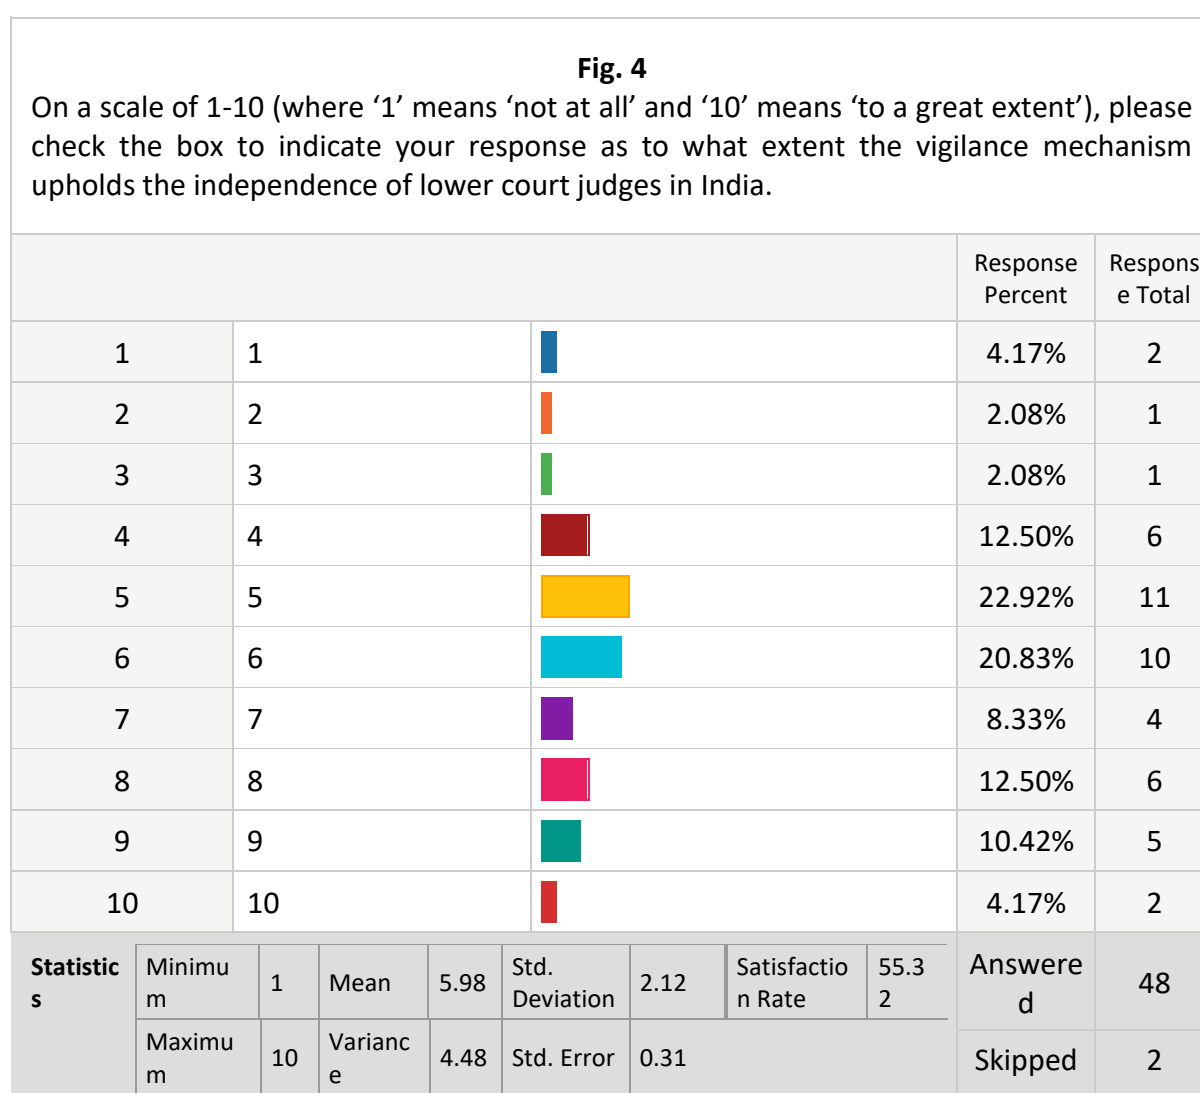 Fig. 4
On a scale of 1-10 (where ‘1’ means ‘not at all’ and ‘10’ means ‘to a great extent’), please
check the box to indicate your response as to what extent the vigilance mechanism
upholds the independence of lower court judges in India.
Response Percent Respons
e Total
1 1 4.17% 2
2 2 2.08% 1
3 3 2.08% 1
4 4 12.50% 6
5 5 22.92% 11
6 6 20.83% 10
7 7 8.33% 4
8 8 12.50% 6
9 9 10.42% 5
10 10 4.17% 2
Statistic
s
Minimu
m
1
Mean
5.98
Std.
Deviation
2.12
Satisfactio
n Rate
55.3
2
Answere
d
48
Maximu
m
10
Varianc
e
4.48
Std. Error
0.31
Skipped
2